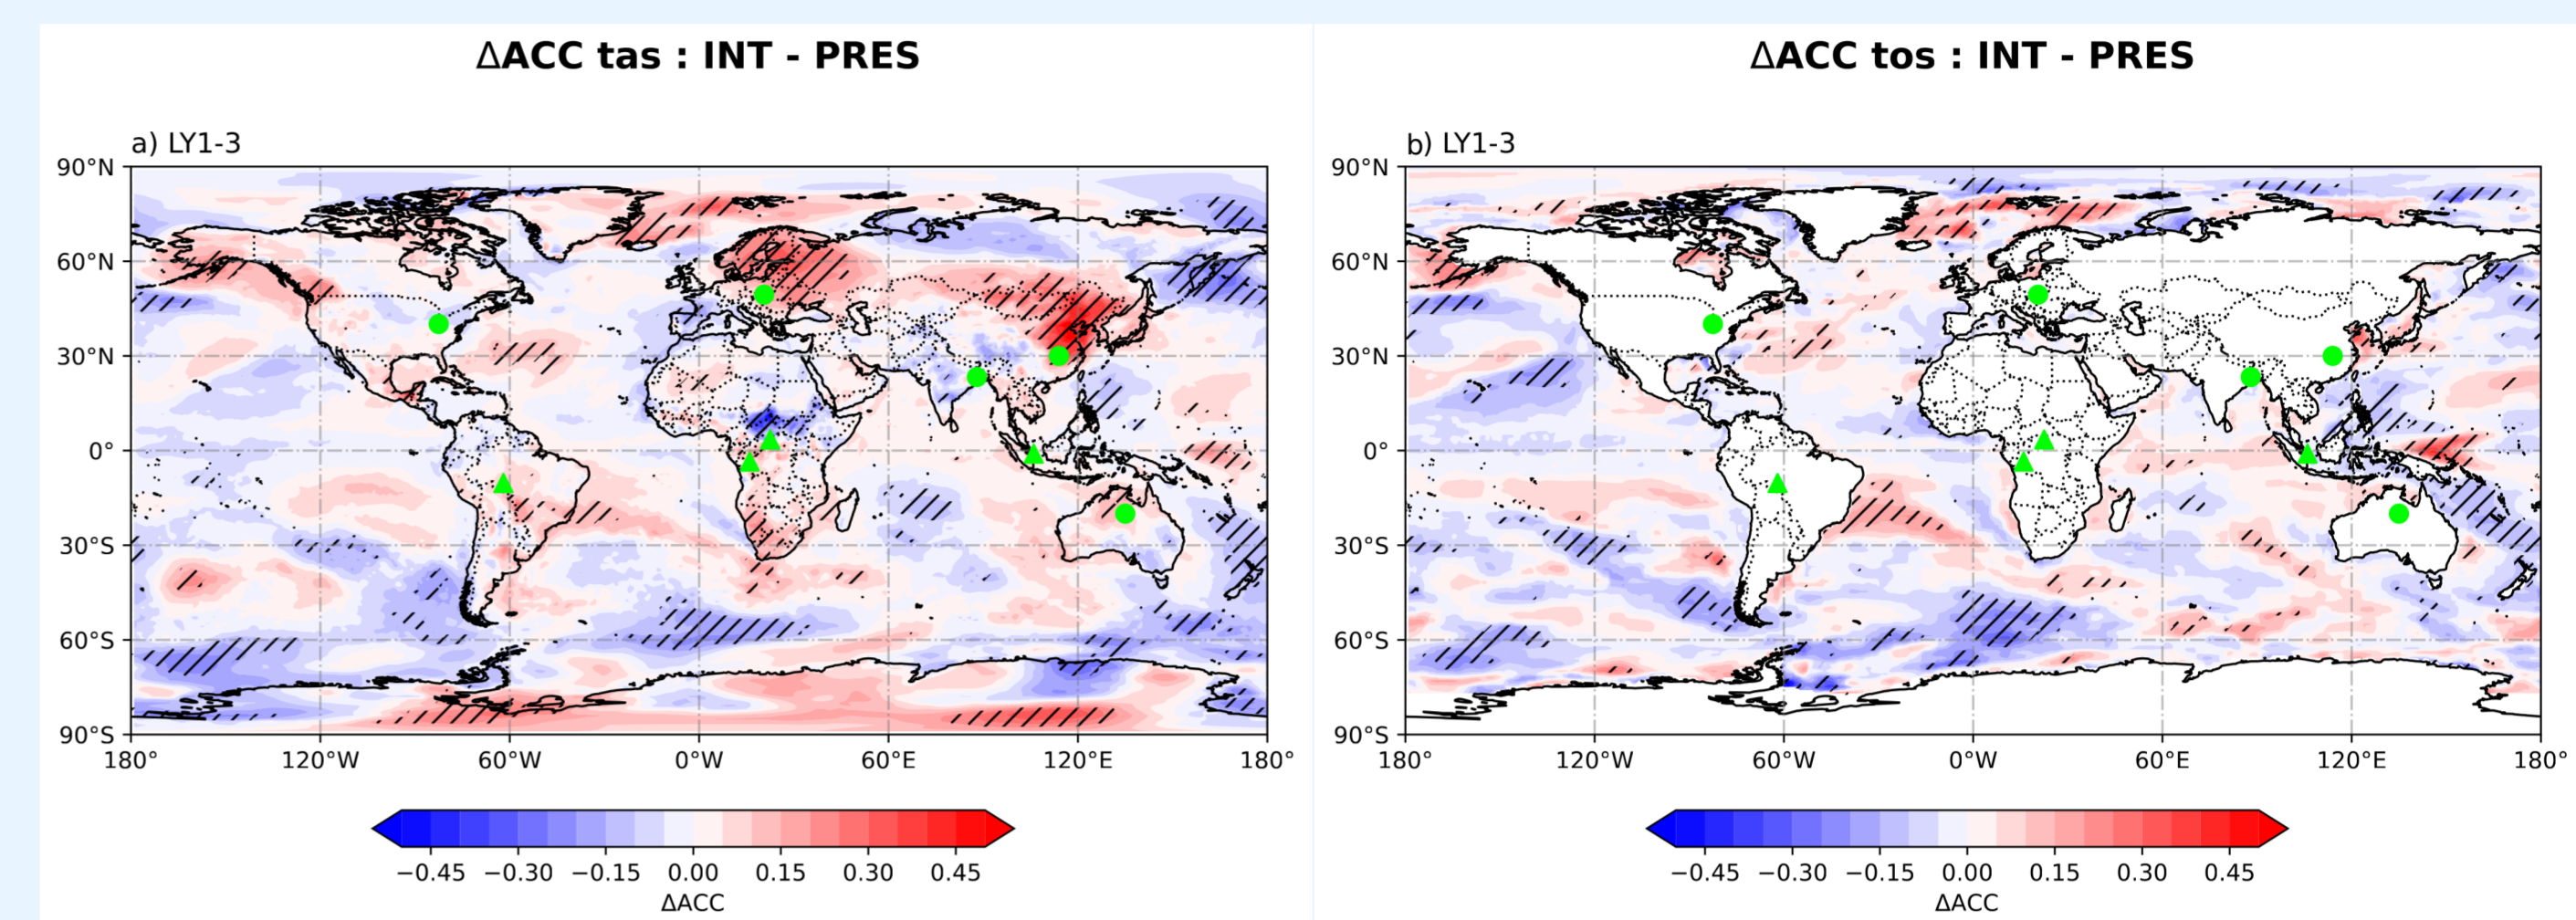 ΔACC tas : INT - PRES
a) LY1-3
90°N
60°N
30°N
0°
30°S
60°S
90°S
180° 120°W 60°W 0°W 60°E 120°E 180°
−0.45 −0.30 −0.15 0.00 0.15 0.30 0.45
ΔACC
ΔACC tos : INT - PRES
b) LY1-3
90°N
60°N
30°N
0°
30°S
60°S
90°S
180° 120°W 60°W 0°W 60°E 120°E 180°
−0.45 −0.30 −0.15 0.00 0.15 0.30 0.45
ΔACC